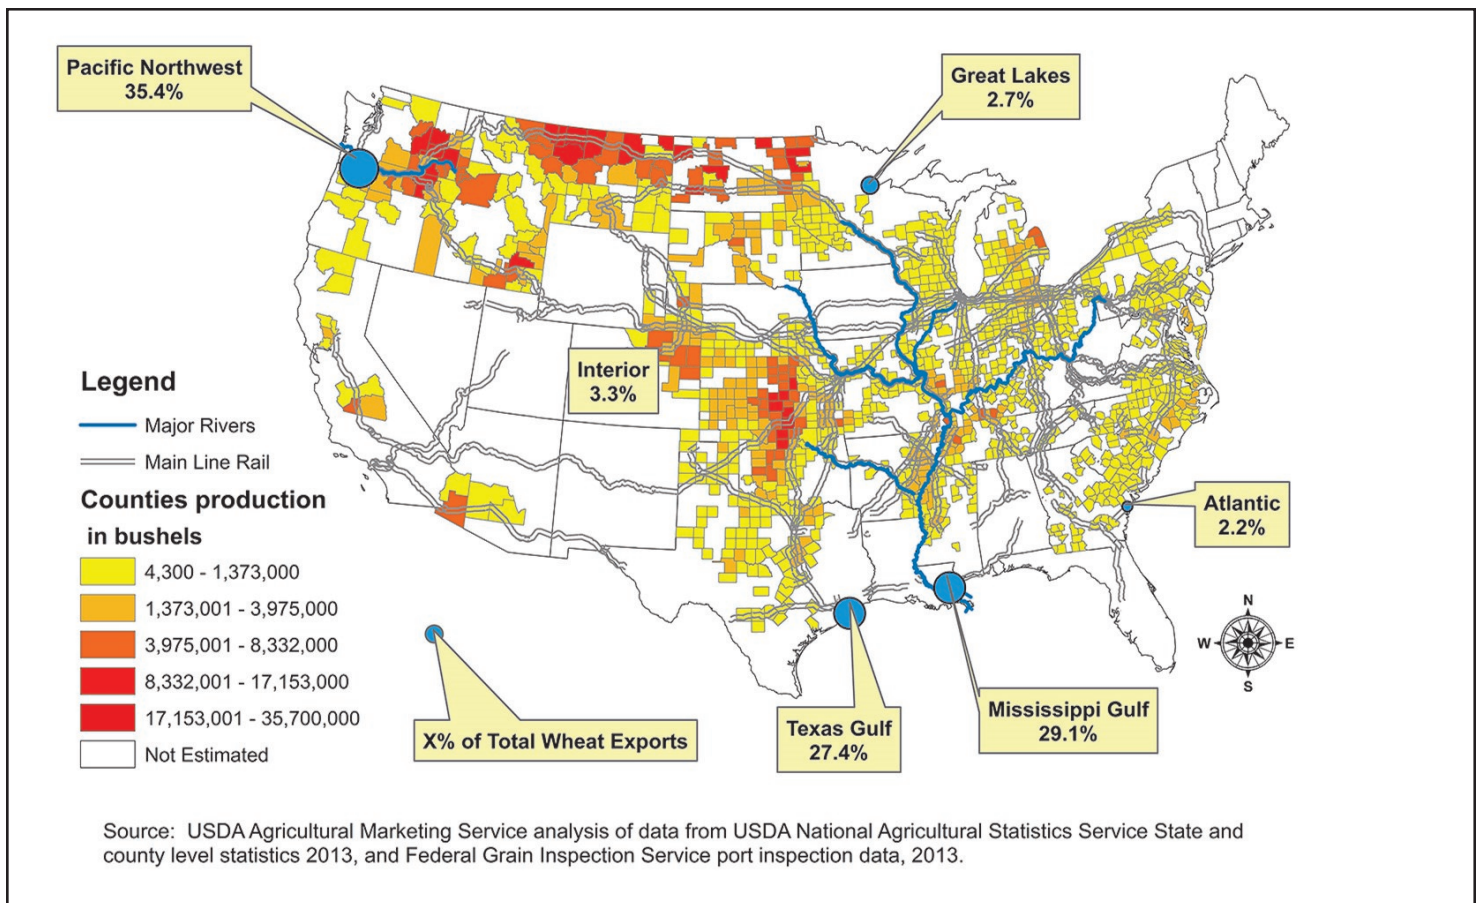 Pacific Northwest
35.4%
Great Lakes
2.7%
Interior
3.3%
Legend
Major Rivers
Main Line Rail
Counties production
in bushels
4,300 - 1,373,000
1,373,001 - 3,975,000
3,975,001 - 8,332,000
8,332,001 - 17,153,000
17,153,001 - 35,700,000
Not Estimated
X% of Total Wheat Exports
Texas Gulf
27.4%
Mississippi Gulf
29.1%
Atlantic
2.2%
N
W
E
S
Source: USDA Agricultural Marketing Service analysis of data from USDA National Agricultural Statistics Service State and
county level statistics 2013, and Federal Grain Inspection Service port inspection data, 2013.